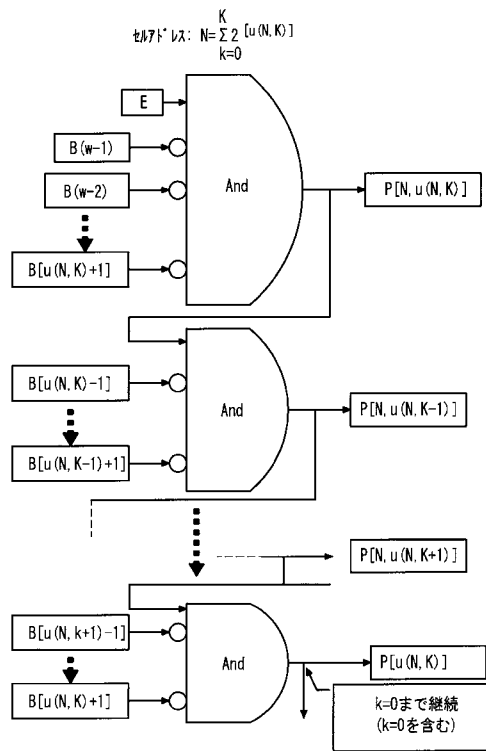 K
セルアドレス: N=Σ2 [u(N,K)]
k=0
E
B(w-1)
B(w-2)
And
P[N,u(N,K)]
B[u(N,K)+1]
B[u(N,K)-1]
And
P[N,u(N,K-1)]
B[u(N,K-1)+1]
P[N,u(N,K+1)]
B[u(N,k+1)-1]
And
P[u(N,K)]
B[u(N,K)+1]
k=0まで継続
(k=0を含む)